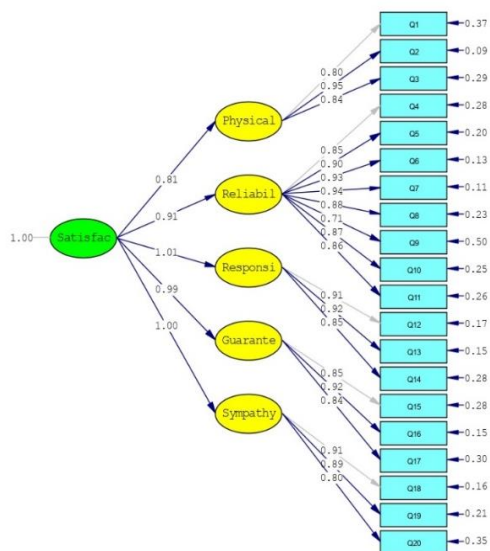 Q1 0.37
Q2 0.09
Q3 0.29
Q4 0.28
Q5 0.20
Q6 0.13
Q7 0.11
Q8 0.23
Q9 0.50
Q10 0.25
Q11 0.26
Q12 0.17
Q13 0.15
Q14 0.28
Q15 0.28
Q16 0.15
Q17 0.30
Q18 0.16
Q19 0.21
Q20 0.35
0.80
0.95
0.84
Physical
0.85
0.90
0.93
0.94
0.88
0.71
0.87
0.86
Reliabil
0.91
0.92
0.85
Responsi
0.85
0.92
0.84
Guarante
0.91
0.89
0.80
Sympathy
0.81
0.91
1.01
0.99
1.00
1.00 Satisfac